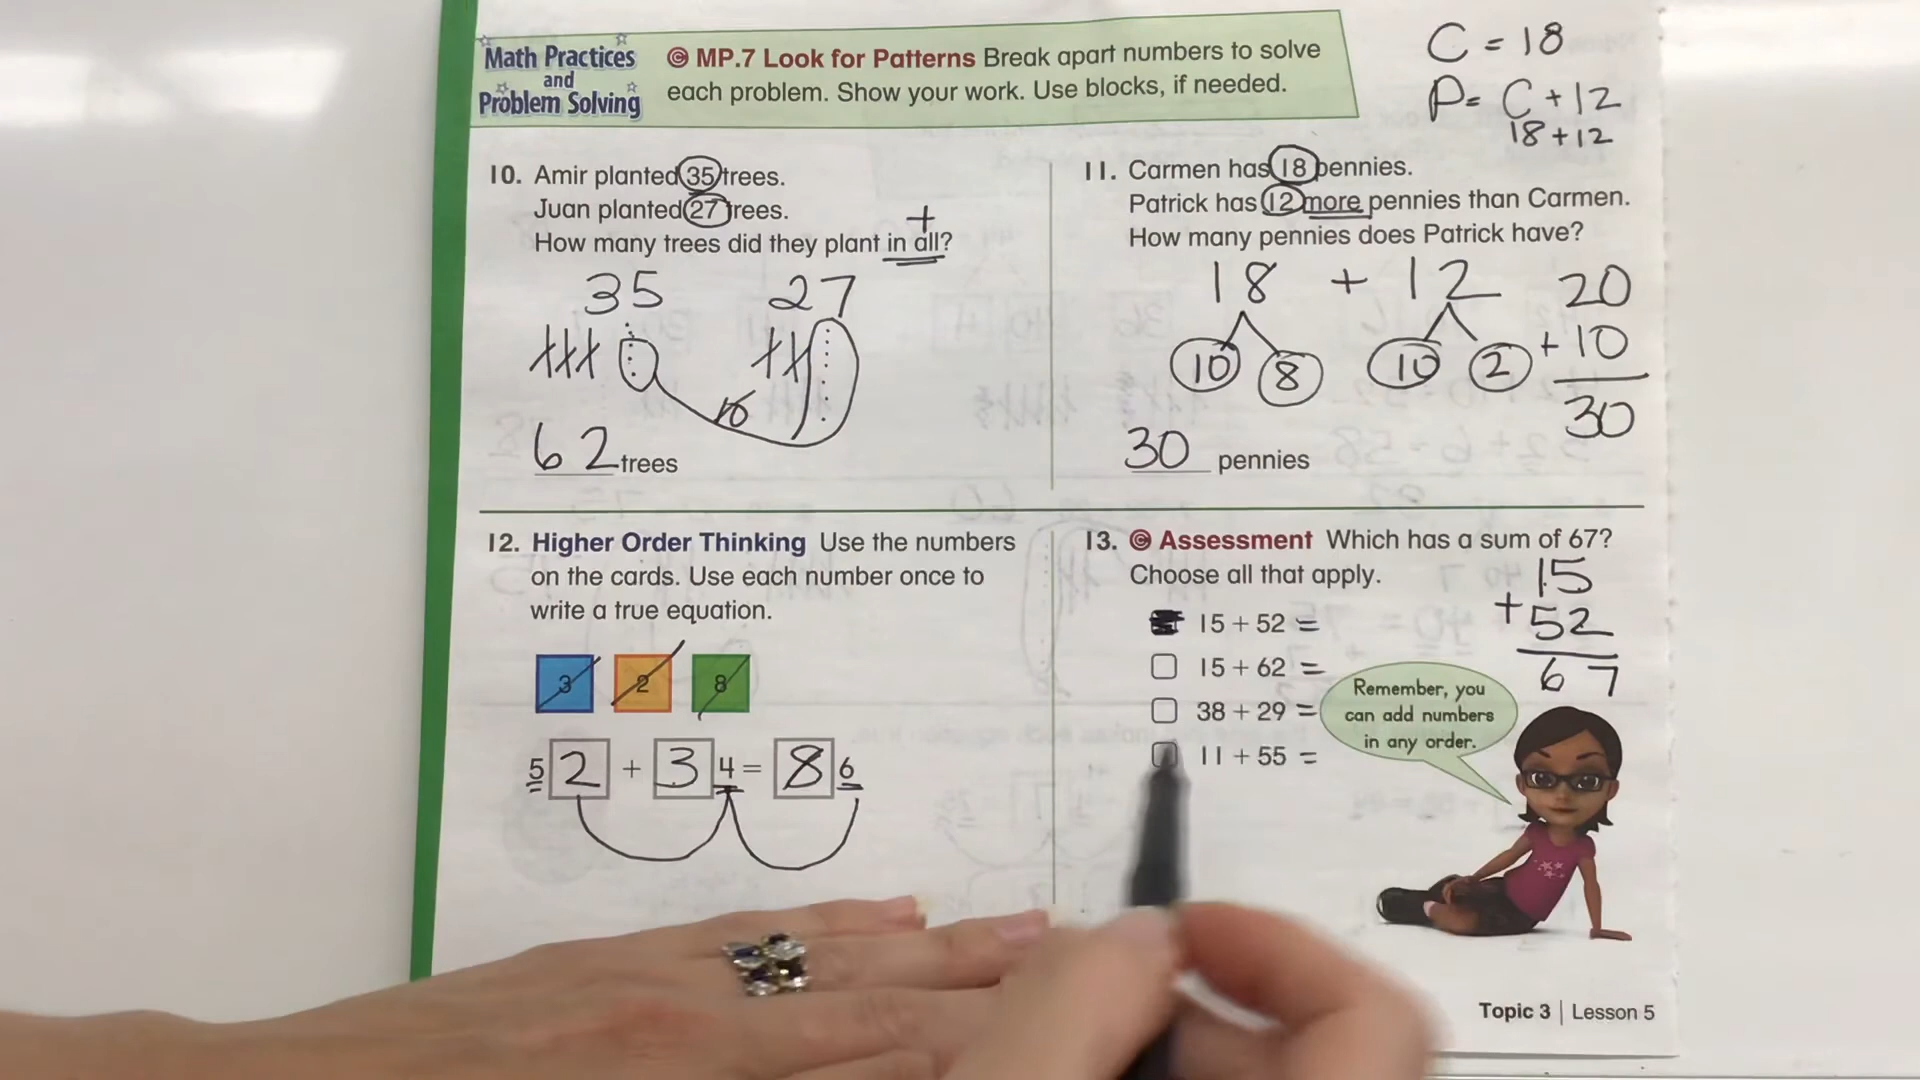 Math Practices
and
Problem Solving
© MP.7 Look for Patterns Break apart numbers to solve
each problem. Show your work. Use blocks, if needed.
C = 18
P= C + 12
18 + 12
10. Amir planted 35 trees.
Juan planted 27 trees.
+
How many trees did they plant in all?
35 27
10
62 trees
11. Carmen has 18 pennies.
Patrick has 12 more pennies than Carmen.
How many pennies does Patrick have?
18 + 12
10 8 10 2
20
+10
30
30 pennies
12. Higher Order Thinking Use the numbers
on the cards. Use each number once to
write a true equation.
3 2 8
52 + 34 = 86
13. © Assessment Which has a sum of 67?
Choose all that apply.
15 + 52 =
15 + 62 =
38 + 29 =
11 + 55 =
15
+52
67
Remember, you
can add numbers
in any order.
Topic 3 | Lesson 5